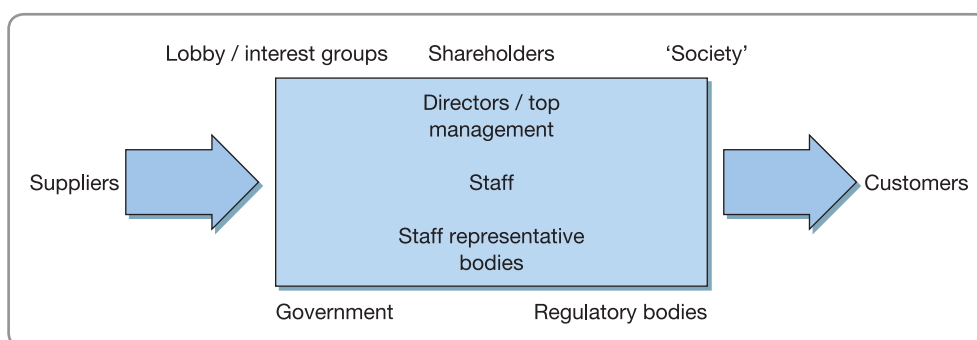 Lobby / interest groups
Shareholders
‘Society’
Directors / top
management
Suppliers
Staff
Customers
Staff representative
bodies
Government
Regulatory bodies